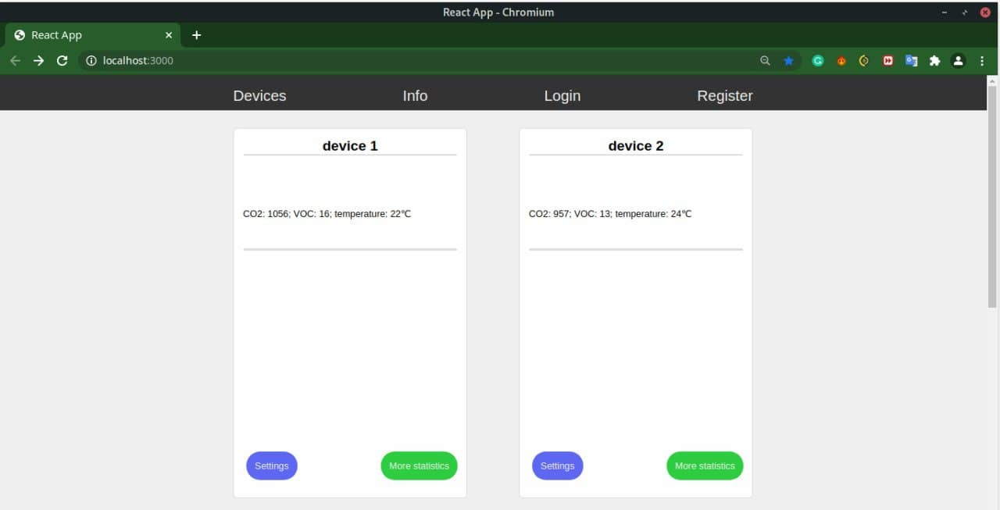 React App - Chromium
React App
localhost:3000
Devices Info Login Register
device 1
CO2: 1056; VOC: 16; temperature: 22℃
Settings More statistics
device 2
CO2: 957; VOC: 13; temperature: 24℃
Settings More statistics